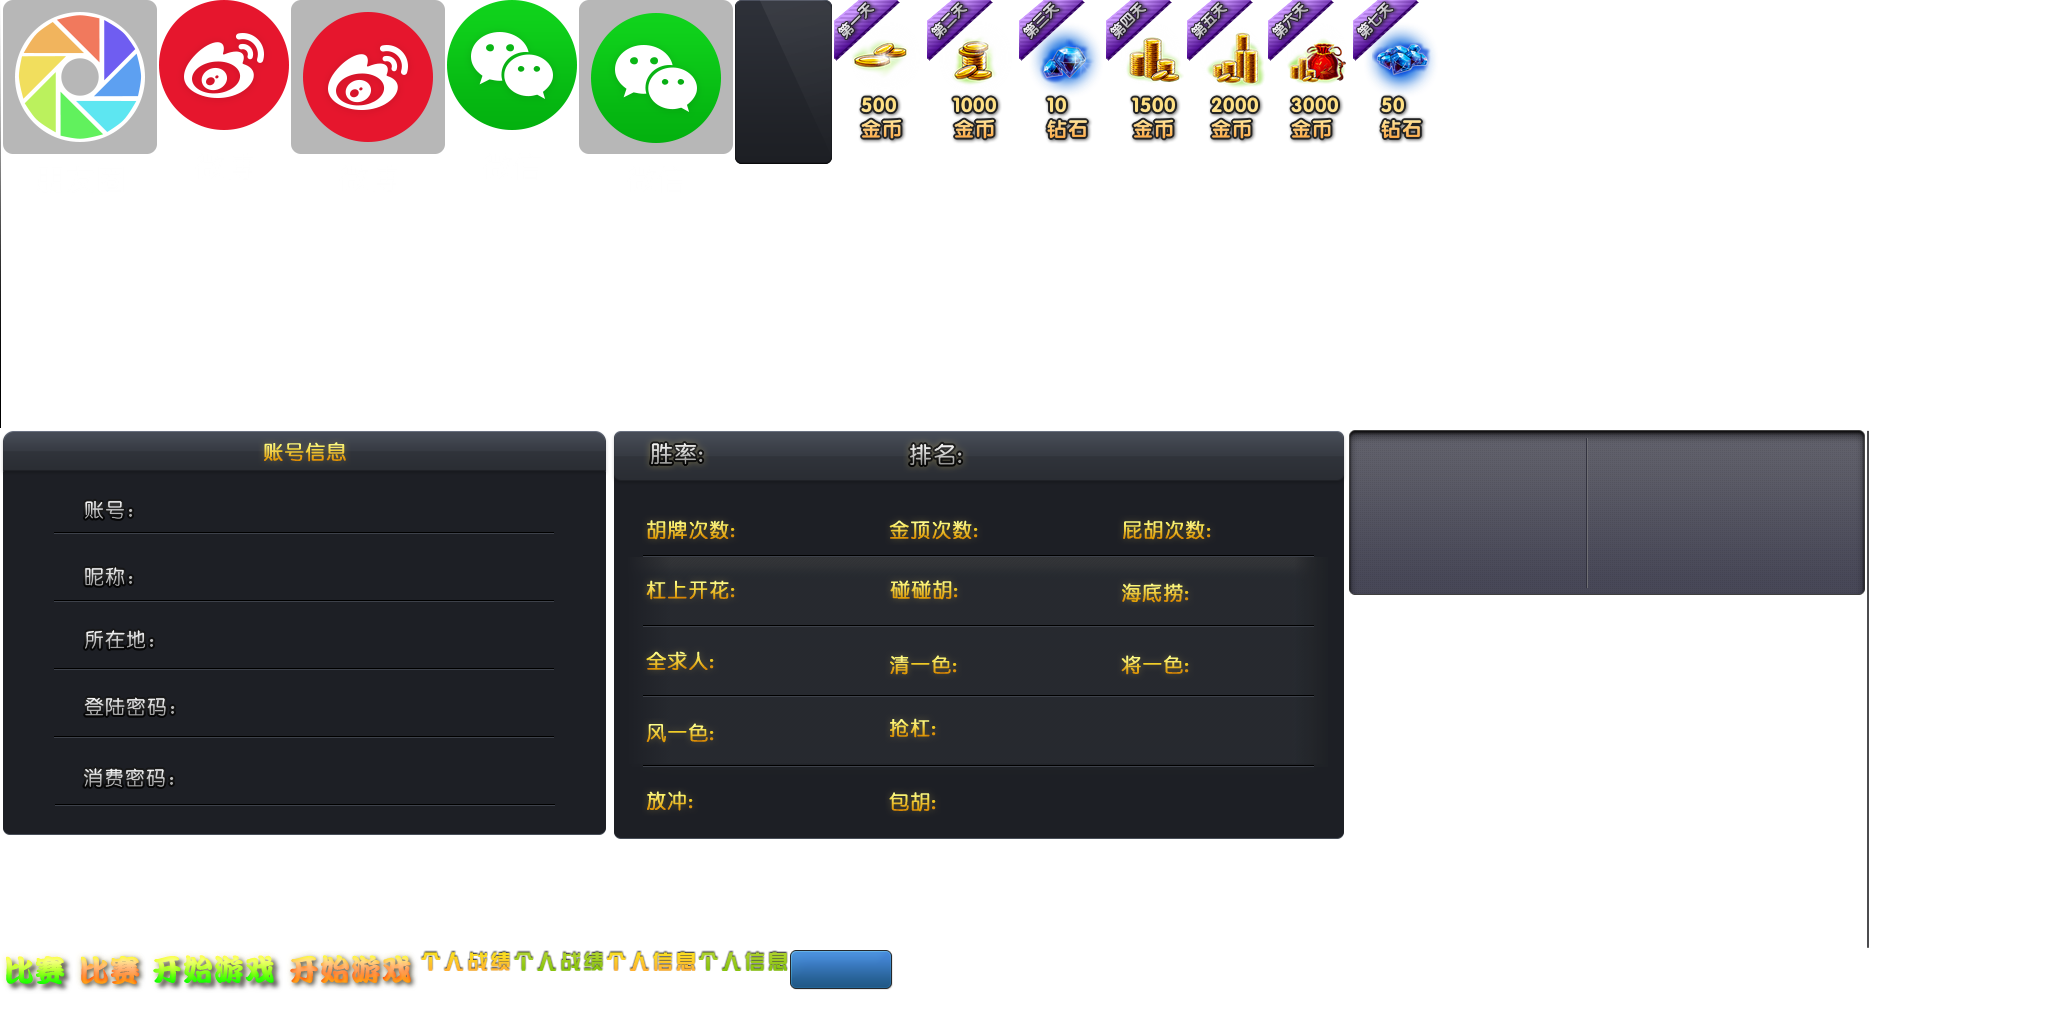 第一天 第二天 第三天 第四天 第五天 第六天 第七天
500 1000 10 1500 2000 3000 50
金币 金币 钻石 金币 金币 金币 钻石
账号信息
账号:
昵称:
所在地:
登陆密码:
消费密码:
胜率: 排名:
胡牌次数: 金顶次数: 屁胡次数:
杠上开花: 碰碰胡: 海底捞:
全求人: 清一色: 将一色:
风一色: 抢杠:
放冲: 包胡:
比赛 比赛 开始游戏 开始游戏 个人战绩 个人战绩 个人信息 个人信息